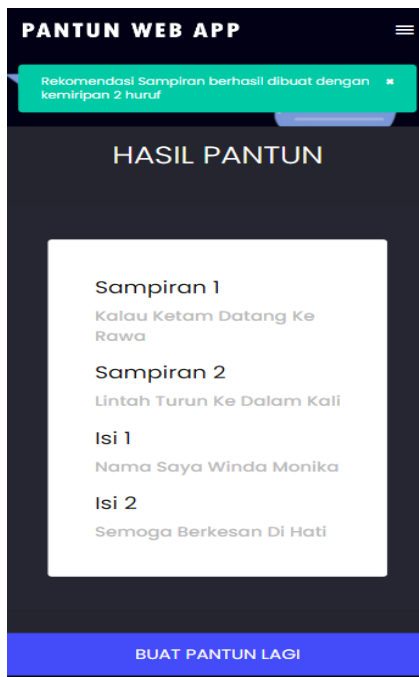 PANTUN WEB APP
Rekomendasi Sampiran berhasil dibuat dengan
kemiripan 2 huruf
HASIL PANTUN
Sampiran 1
Kalau Ketam Datang Ke
Rawa
Sampiran 2
Lintah Turun Ke Dalam Kali
Isi 1
Nama Saya Winda Monika
Isi 2
Semoga Berkesan Di Hati
BUAT PANTUN LAGI